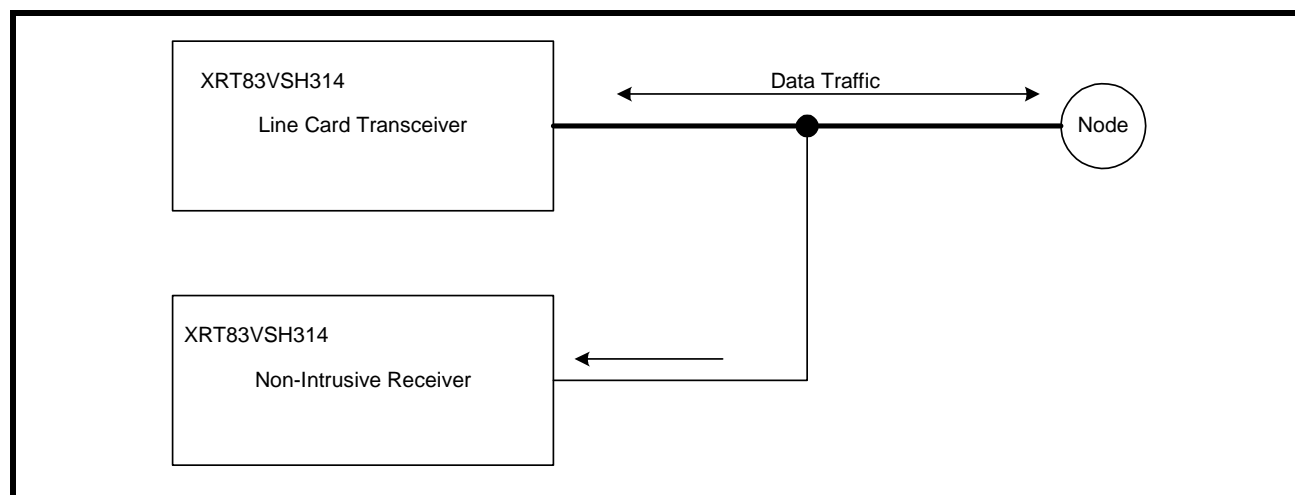 XRT83VSH314
Line Card Transceiver
Data Traffic
Node
XRT83VSH314
Non-Intrusive Receiver